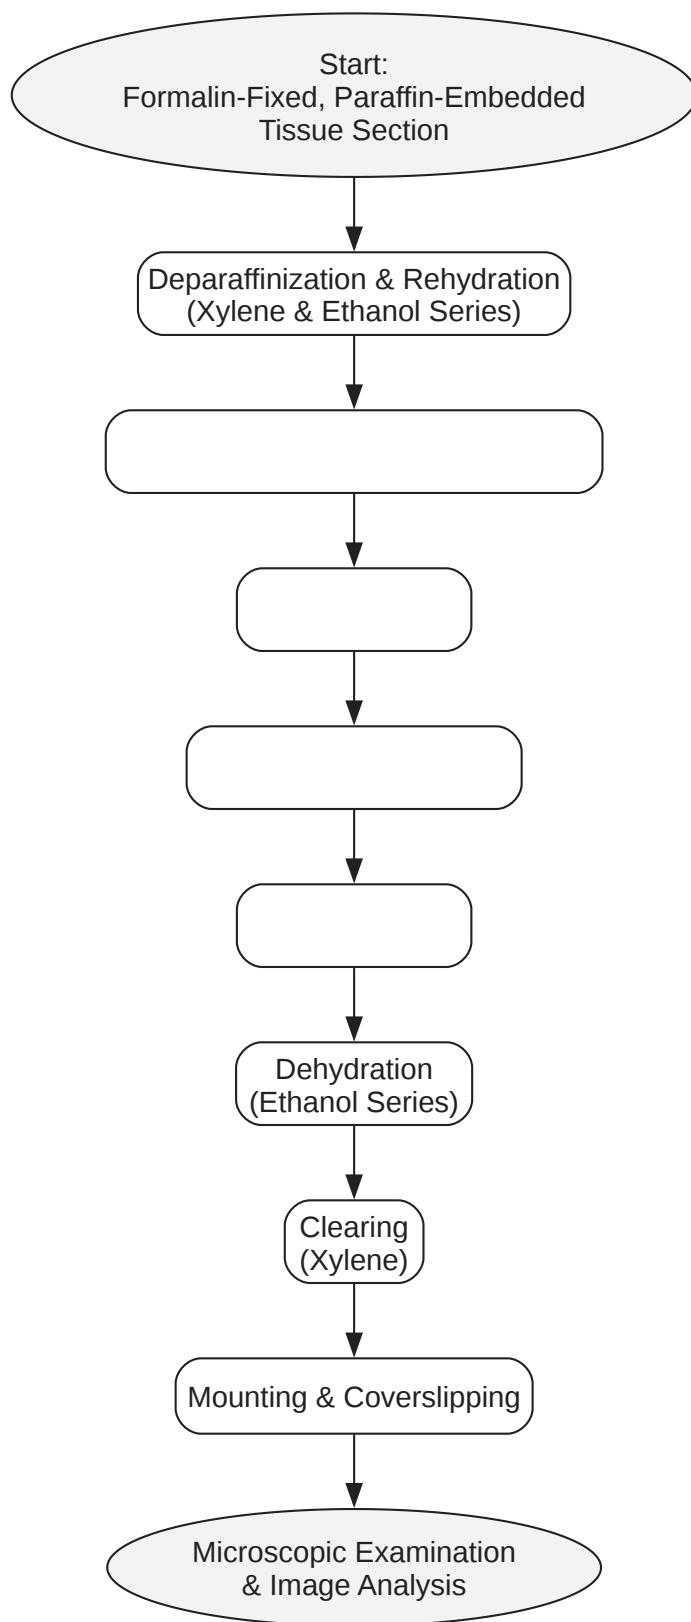 Start:
Formalin-Fixed, Paraffin-Embedded
Tissue Section
Deparaffinization & Rehydration
(Xylene & Ethanol Series)
Dehydration
(Ethanol Series)
Clearing
(Xylene)
Mounting & Coverslipping
Microscopic Examination
& Image Analysis